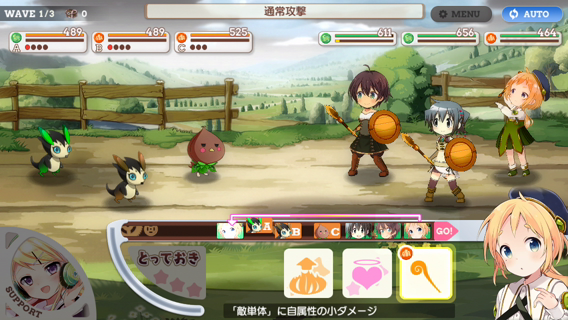 WAVE 1/3 0
通常攻撃
MENU
AUTO
489
489
525
611
656
464
A
B
C
A
B
C
GO!
とっておき
SUPPORT
「敵単体」に自属性の小ダメージ